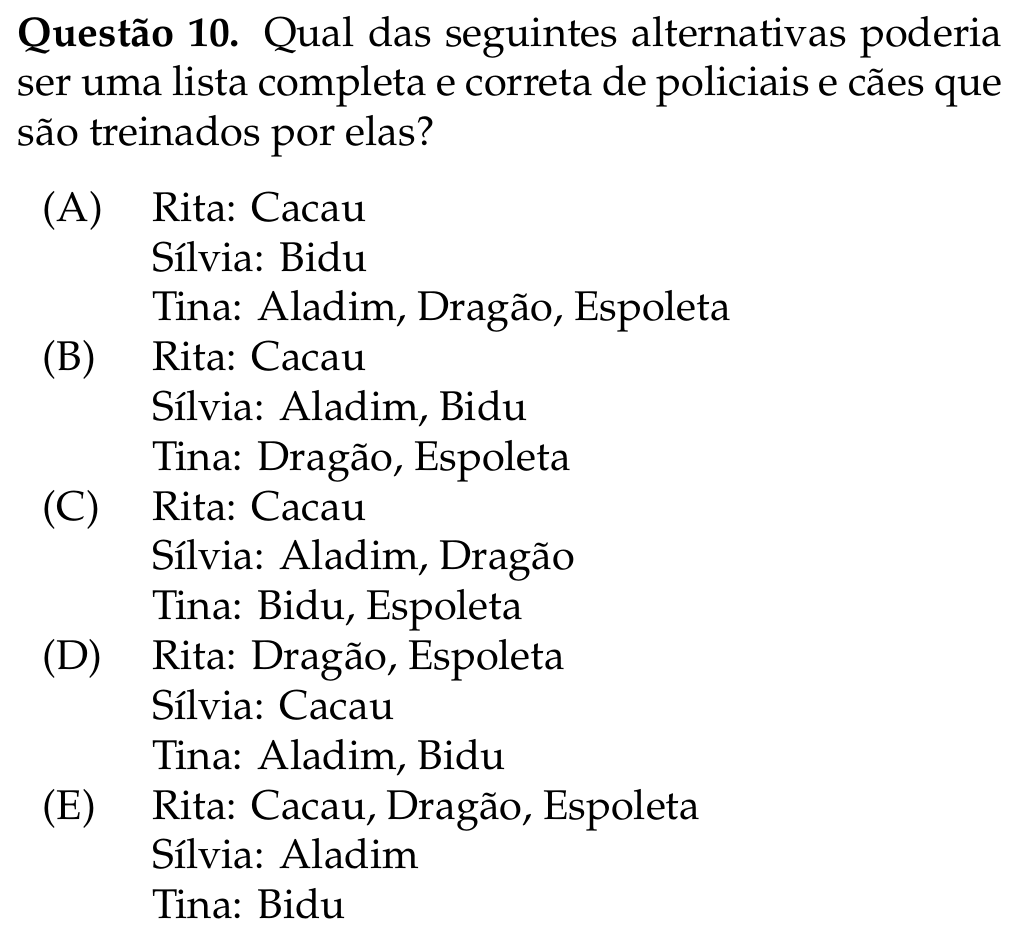 Questão 10. Qual das seguintes alternativas poderia
ser uma lista completa e correta de policiais e cães que
são treinados por elas?
(A) Rita: Cacau
Sílvia: Bidu
Tina: Aladim, Dragão, Espoleta
(B) Rita: Cacau
Sílvia: Aladim, Bidu
Tina: Dragão, Espoleta
(C) Rita: Cacau
Sílvia: Aladim, Dragão
Tina: Bidu, Espoleta
(D) Rita: Dragão, Espoleta
Sílvia: Cacau
Tina: Aladim, Bidu
(E) Rita: Cacau, Dragão, Espoleta
Sílvia: Aladim
Tina: Bidu